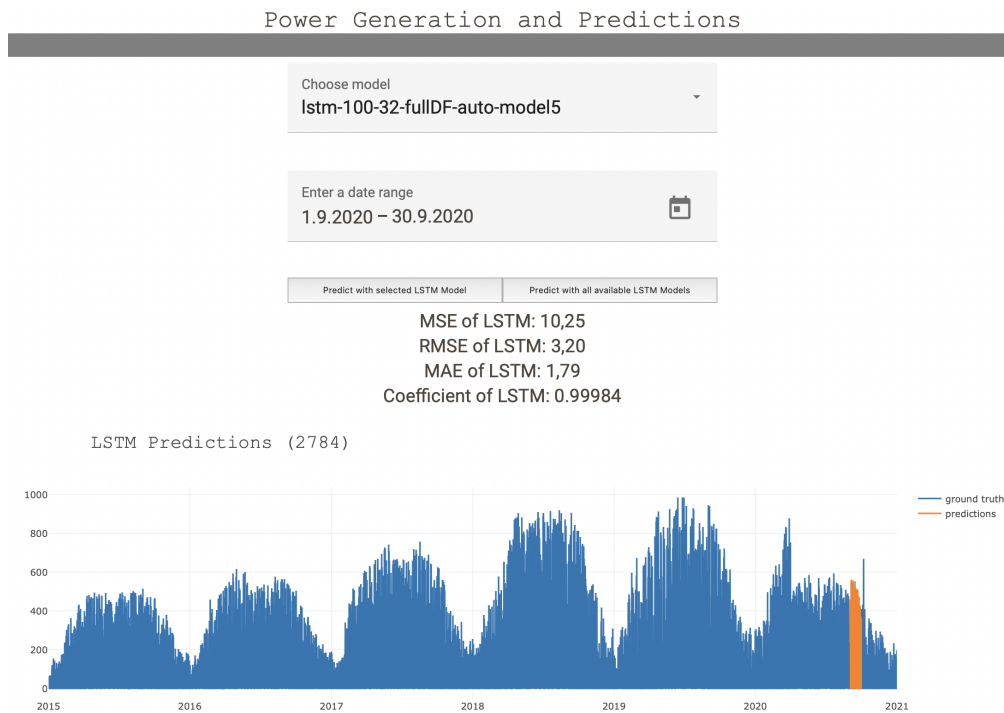 Power Generation and Predictions
Choose model
lstm-100-32-fullDF-auto-model5
Enter a date range
1.9.2020 – 30.9.2020
Predict with selected LSTM Model
Predict with all available LSTM Models
MSE of LSTM: 10,25
RMSE of LSTM: 3,20
MAE of LSTM: 1,79
Coefficient of LSTM: 0.99984
LSTM Predictions (2784)
1000
800
600
400
200
0
2015 2016 2017 2018 2019 2020 2021
ground truth
predictions